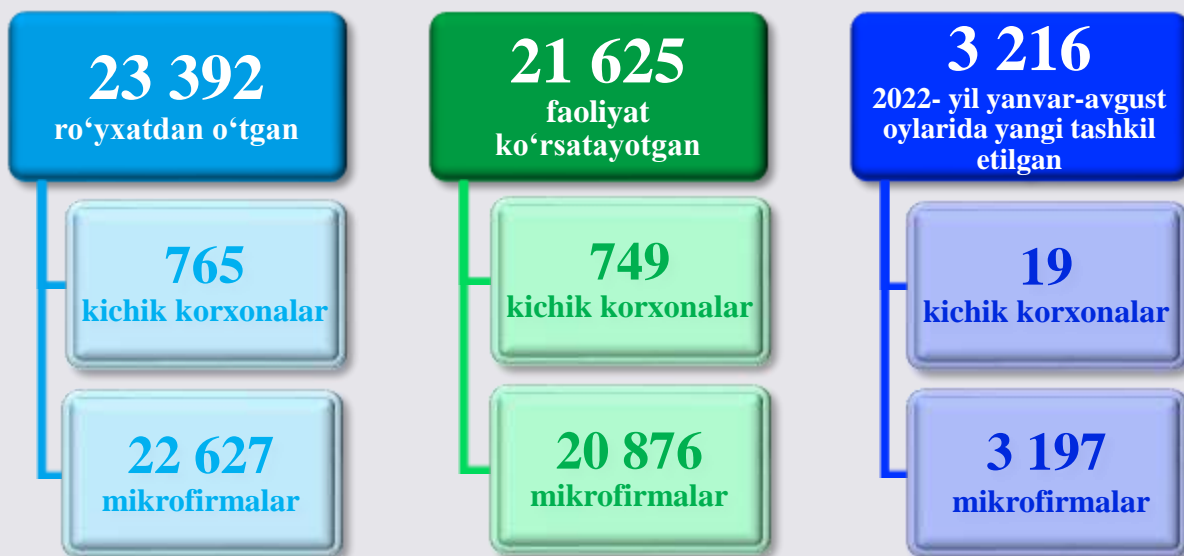 23 392
ro‘yxatdan o‘tgan
765
kichik korxonalar
22 627
mikrofirmalar
21 625
faoliyat
ko‘rsatayotgan
749
kichik korxonalar
20 876
mikrofirmalar
3 216
2022- yil yanvar-avgust
oylarida yangi tashkil
etilgan
19
kichik korxonalar
3 197
mikrofirmalar